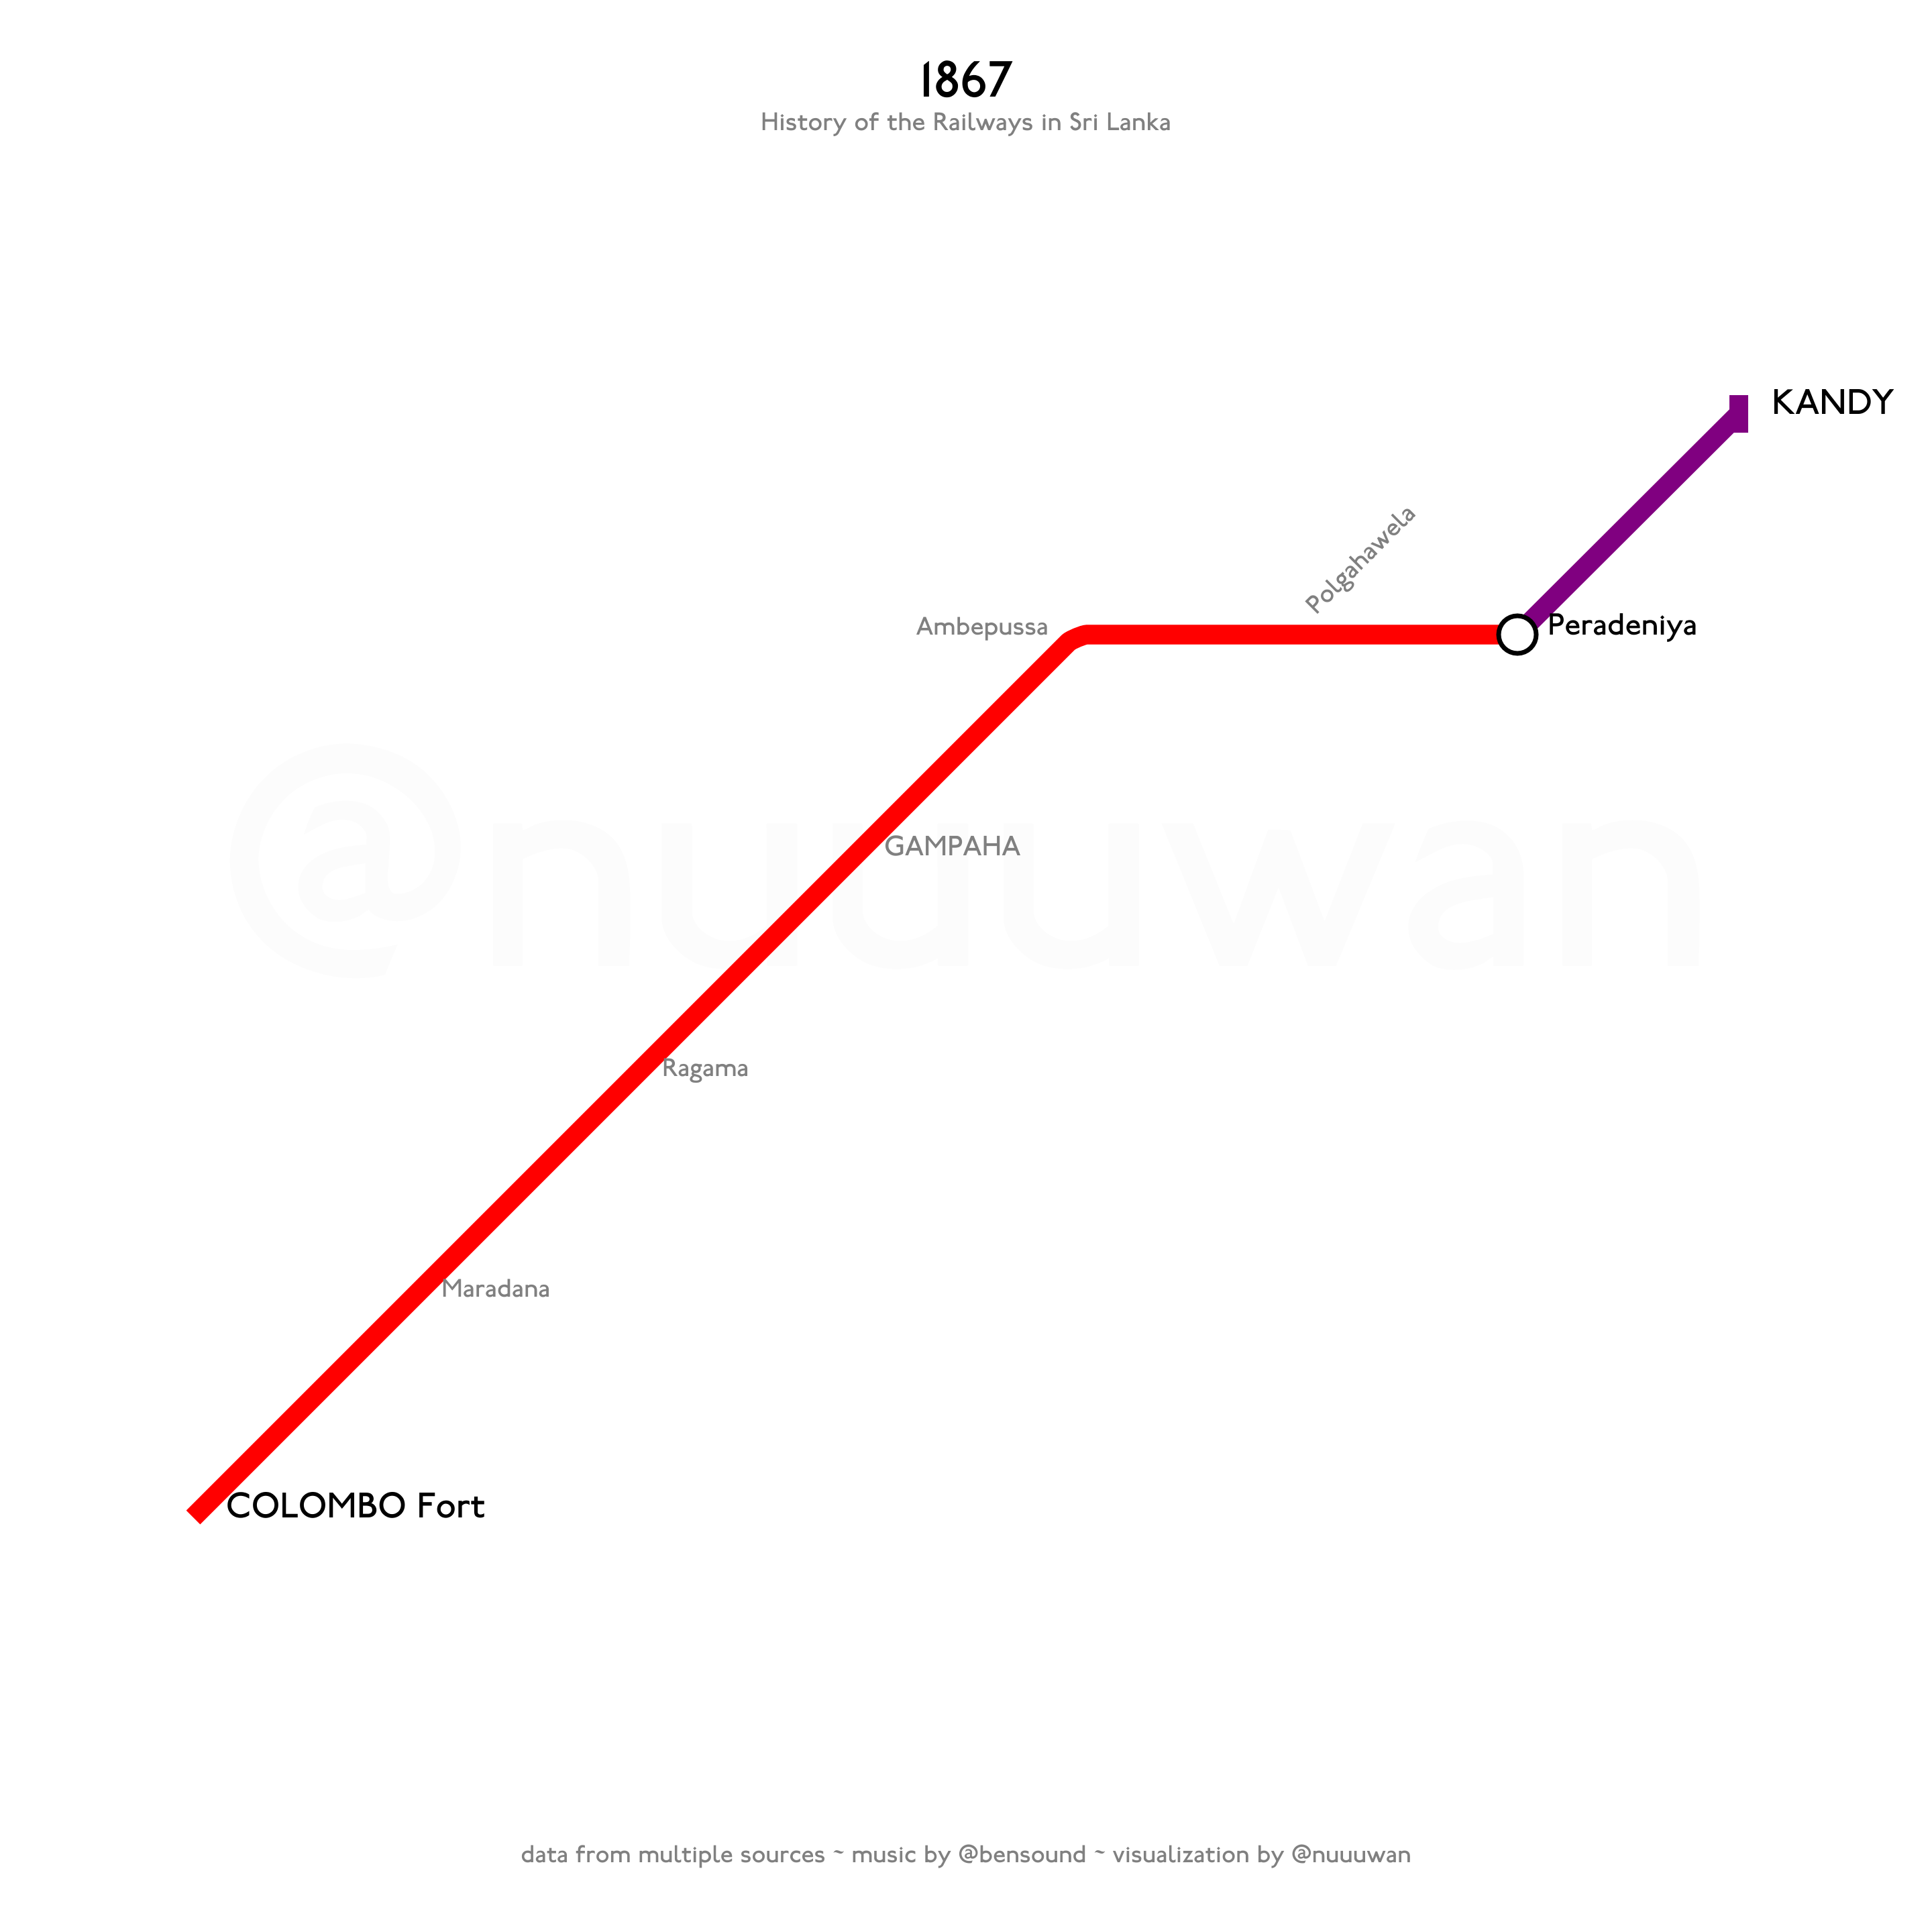 1867
History of the Railways in Sri Lanka
KANDY
Polgahawela
Ambepussa
Peradeniya
@nuuuwan
GAMPAHA
Ragama
Maradana
COLOMBO Fort
data from multiple sources ~ music by @bensound ~ visualization by @nuuuwan